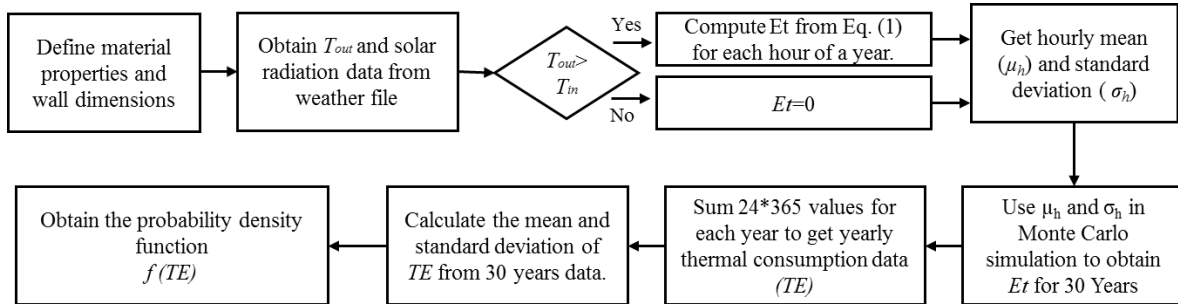 Define material
properties and
wall dimensions
Obtain Tout and solar
radiation data from
weather file
Tout>
Tin
Yes
No
Compute Et from Eq. (1)
for each hour of a year.
Et=0
Get hourly mean
(μh) and standard
deviation ( σh)
Use μh and σh in
Monte Carlo
simulation to obtain
Et for 30 Years
Sum 24*365 values for
each year to get yearly
thermal consumption data
(TE)
Calculate the mean and
standard deviation of
TE from 30 years data.
Obtain the probability density
function
f (TE)